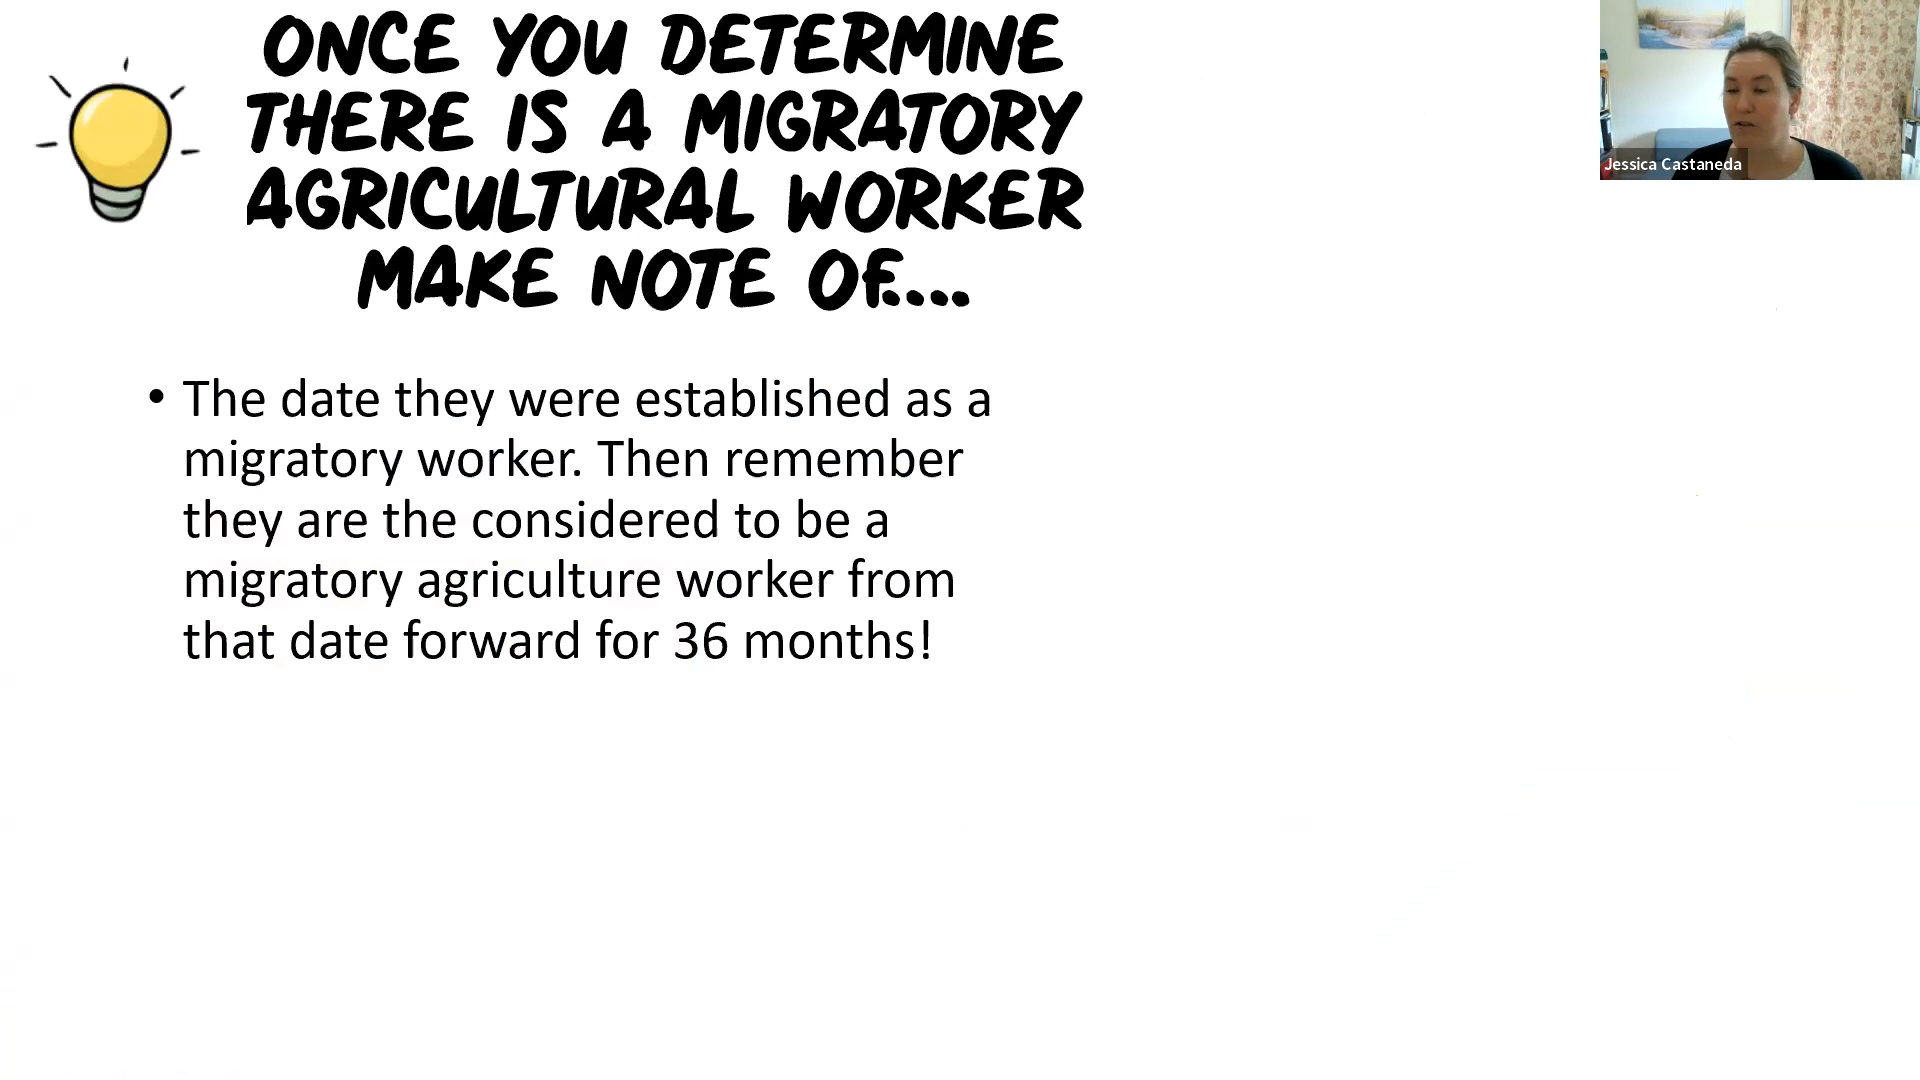 ONCE YOU DETERMINE
THERE IS A MIGRATORY
AGRICULTURAL WORKER
MAKE NOTE OF....
• The date they were established as a
migratory worker. Then remember
they are the considered to be a
migratory agriculture worker from
that date forward for 36 months!
Jessica Castaneda